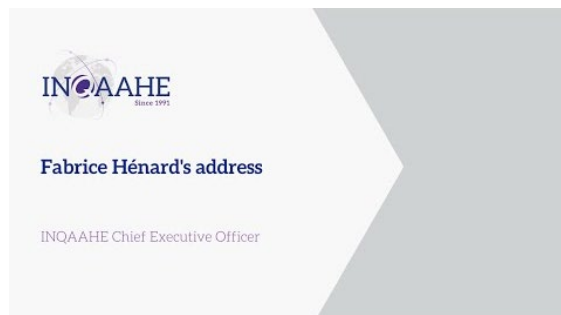 INQAAHE
Since 1991
Fabrice Hénard's address
INQAAHE Chief Executive Officer